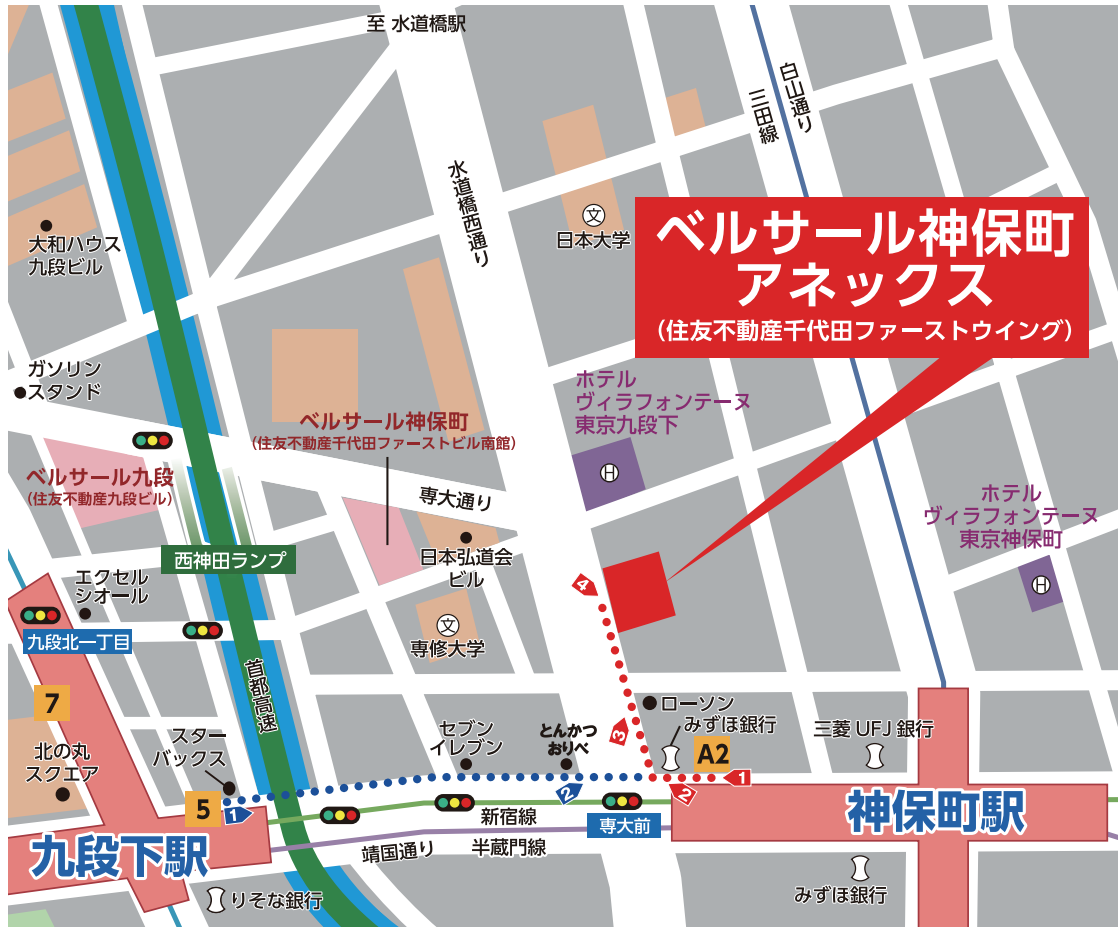 至 水道橋駅
白山通り
三田線
水道橋西通り
文
日本大学
大和ハウス
九段ビル
ベルサール神保町
アネックス
（住友不動産千代田ファーストウイング）
ガソリン
スタンド
ホテル
ヴィラフォンテーヌ
東京九段下
H
ベルサール神保町
（住友不動産千代田ファーストビル南館）
ベルサール九段
（住友不動産九段ビル）
専大通り
ホテル
ヴィラフォンテーヌ
東京神保町
H
西神田ランプ
日本弘道会
ビル
エクセル
シオール
九段北一丁目
文
専修大学
4
首都高速
7
北の丸
スクエア
スター
バックス
セブン
イレブン
とんかつ
おりべ
3
ローソン
みずほ銀行
A2
三菱UFJ銀行
1
2
2
5
1
新宿線
専大前
神保町駅
九段下駅
靖国通り
半蔵門線
りそな銀行
みずほ銀行